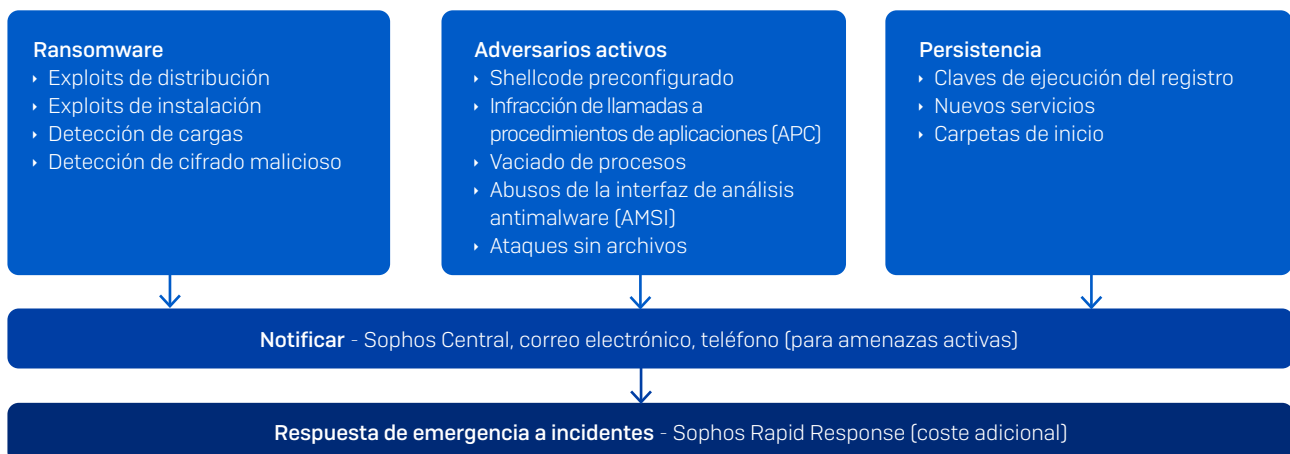 Ransomware
‣ Exploits de distribución
‣ Exploits de instalación
‣ Detección de cargas
‣ Detección de cifrado malicioso
Adversarios activos
‣ Shellcode preconfigurado
‣ Infracción de llamadas a
procedimientos de aplicaciones (APC)
‣ Vaciado de procesos
‣ Abusos de la interfaz de análisis
antimalware (AMSI)
‣ Ataques sin archivos
Persistencia
‣ Claves de ejecución del registro
‣ Nuevos servicios
‣ Carpetas de inicio
Notificar - Sophos Central, correo electrónico, teléfono (para amenazas activas)
Respuesta de emergencia a incidentes - Sophos Rapid Response (coste adicional)